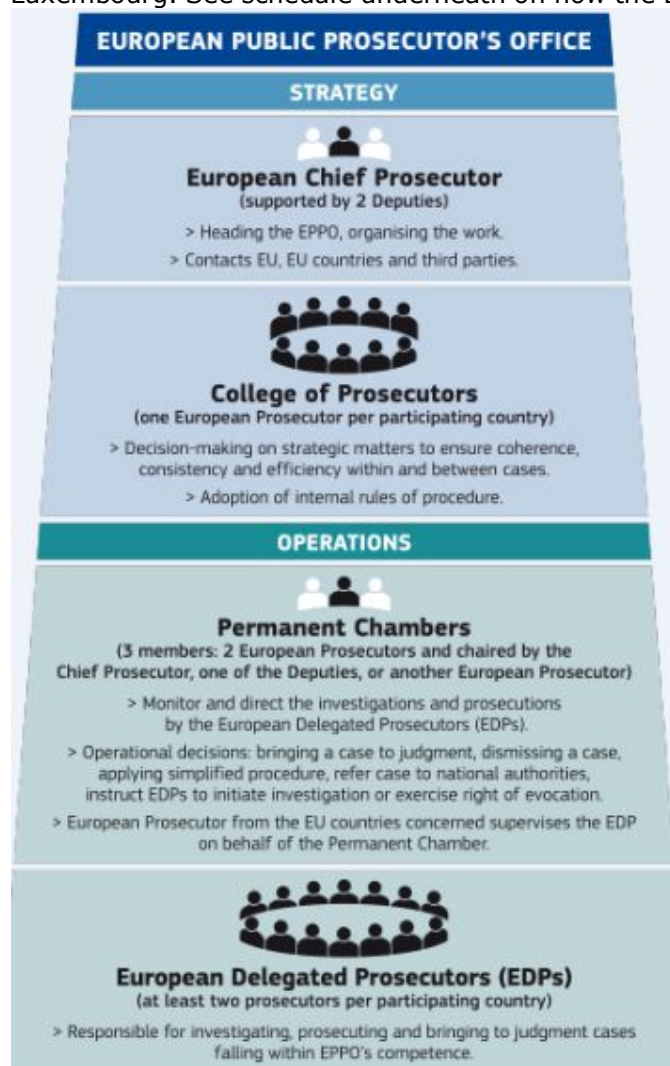 EUROPEAN PUBLIC PROSECUTOR'S OFFICE
STRATEGY
European Chief Prosecutor
(supported by 2 Deputies)
> Heading the EPPO, organising the work.
> Contacts EU, EU countries and third parties.
College of Prosecutors
(one European Prosecutor per participating country)
> Decision-making on strategic matters to ensure coherence,
consistency and efficiency within and between cases.
> Adoption of internal rules of procedure.
OPERATIONS
Permanent Chambers
(3 members: 2 European Prosecutors and chaired by the
Chief Prosecutor, one of the Deputies, or another European Prosecutor)
> Monitor and direct the investigations and prosecutions
by the European Delegated Prosecutors (EDPs).
> Operational decisions: bringing a case to judgment, dismissing a case,
applying simplified procedure, refer case to national authorities,
instruct EDPs to initiate investigation or exercise right of evocation.
> European Prosecutor from the EU countries concerned supervises the EDP
on behalf of the Permanent Chamber.
European Delegated Prosecutors (EDPs)
(at least two prosecutors per participating country)
> Responsible for investigating, prosecuting and bringing to judgment cases
falling within EPPO's competence.